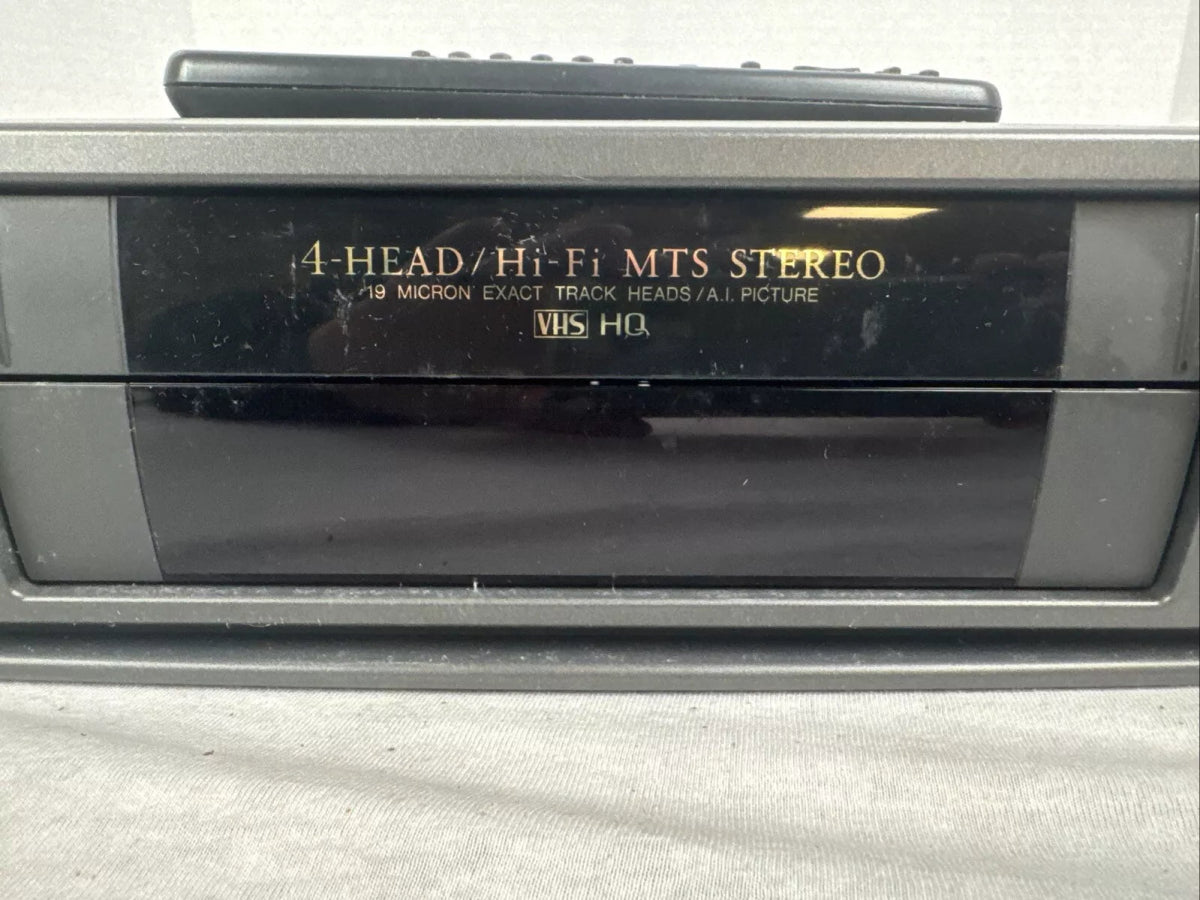 4-HEAD/Hi-Fi MTS STEREO
19 MICRON EXACT TRACK HEADS/A.I. PICTURE
VHS HQ